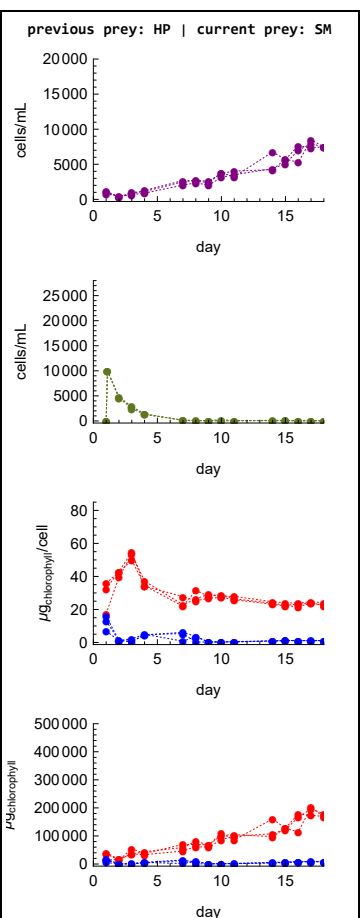 previous prey: HP | current prey: SM
20000
15000
10000
5000
0
cells/mL
0 5 10 15
day
25000
20000
15000
10000
5000
0
cells/mL
0 5 10 15
day
80
60
40
20
0
μgchlorophyll/cell
0 5 10 15
day
500000
400000
300000
200000
100000
0
μgchlorophyll
0 5 10 15
day